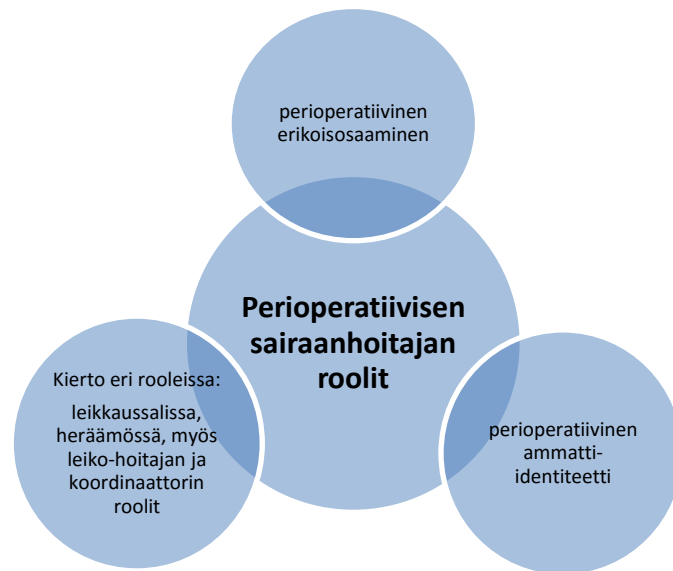 perioperatiivinen
erikoisosaaminen
Perioperatiivisen
sairaanhoitajan
roolit
Kierto eri rooleissa:
leikkaussalissa,
heräämössä, myös
leiko-hoitajan ja
koordinaattorin
roolit
perioperatiivinen
ammatti-
identiteetti